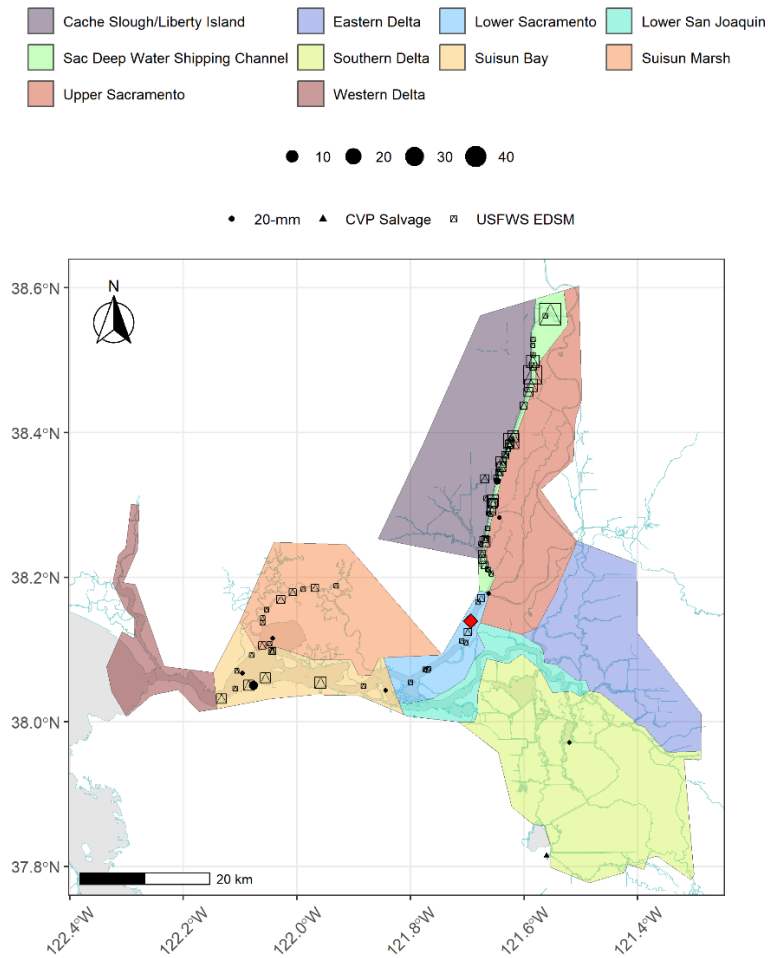 Cache Slough/Liberty Island Eastern Delta Lower Sacramento Lower San Joaquin
Sac Deep Water Shipping Channel Southern Delta Suisun Bay Suisun Marsh
Upper Sacramento Western Delta
10 20 30 40
20-mm CVP Salvage USFWS EDSM
38.6°N
N
38.4°N
38.2°N
38.0°N
37.8°N
20 km
122.4°W 122.2°W 122.0°W 121.8°W 121.6°W 121.4°W